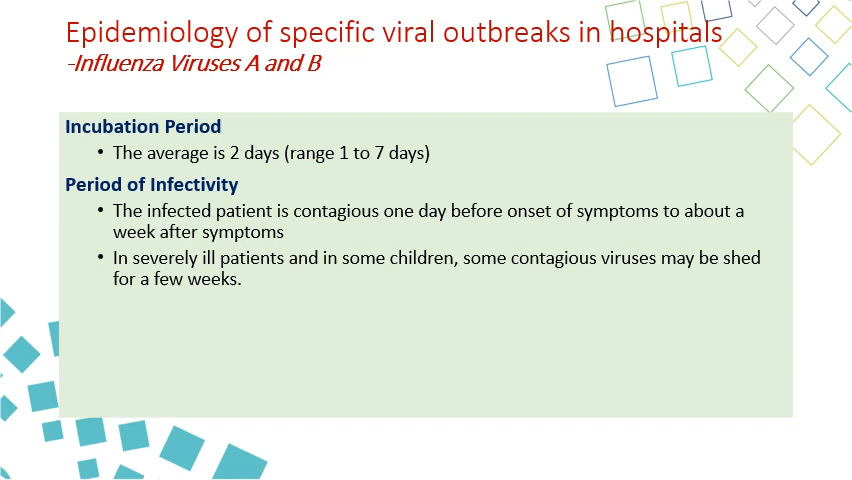 Epidemiology of specific viral outbreaks in hospitals
-Influenza Viruses A and B
Incubation Period
• The average is 2 days (range 1 to 7 days)
Period of Infectivity
• The infected patient is contagious one day before onset of symptoms to about a
week after symptoms
• In severely ill patients and in some children, some contagious viruses may be shed
for a few weeks.